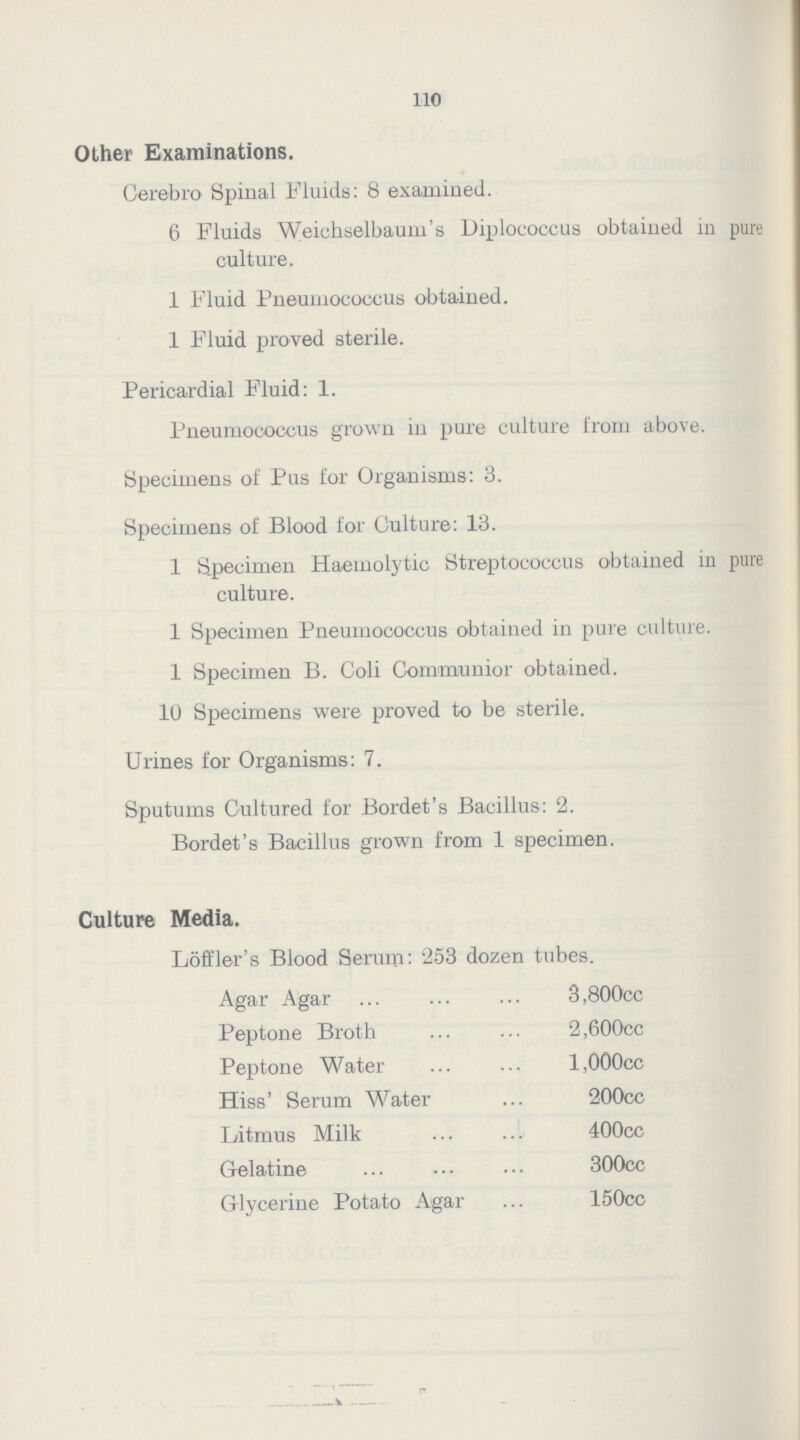 110
Other Examinations.
Cerebro Spinal Fluids: 8 examined.
6 Fluids Weichselbaum's Diplococcus obtained in pure
culture.
1 Fluid Pneumococcus obtained.
1 Fluid proved sterile.
Pericardial Fluid: 1.
Pneumococcus grown in pure culture from above.
Specimens of Pus for Organisms: 3.
Specimens of Blood for Culture: 13.
1 Specimen Haemolytic Streptococcus obtained in pure
culture.
1 Specimen Pneumococcus obtained in pure culture.
1 Specimen B. Coli Communior obtained.
10 Specimens were proved to be sterile.
Urines for Organisms: 7.
Sputums Cultured for Bordet's Bacillus: 2.
Bordet's Bacillus grown from 1 specimen.
Culture Media.
Löffler's Blood Serum: 253 dozen tubes.
Agar Agar ... ... ... 3,800cc
Peptone Broth ... ... 2,600cc
Peptone Water ... ... 1,000cc
Hiss' Serum Water ... 200cc
Litmus Milk ... ... 400cc
Gelatine ... ... ... 300cc
Glycerine Potato Agar ... 150cc